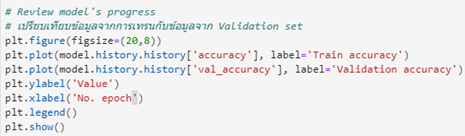 # Review model's progress
# เปรียบเทียบข้อมูลจากการเทรนกับข้อมูลจาก Validation set
plt.figure(figsize=(20,8))
plt.plot(model.history.history['accuracy'], label='Train accuracy')
plt.plot(model.history.history['val_accuracy'], label='Validation accuracy')
plt.ylabel('Value')
plt.xlabel('No. epoch')
plt.legend()
plt.show()